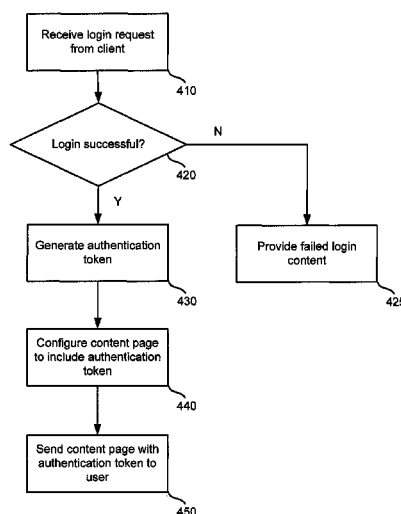 Receive login request
from client
410
Login successful?
N
420
Y
Generate authentication
token
430
Provide failed login
content
425
Configure content page
to include authentication
token
440
Send content page with
authentication token to
user
450